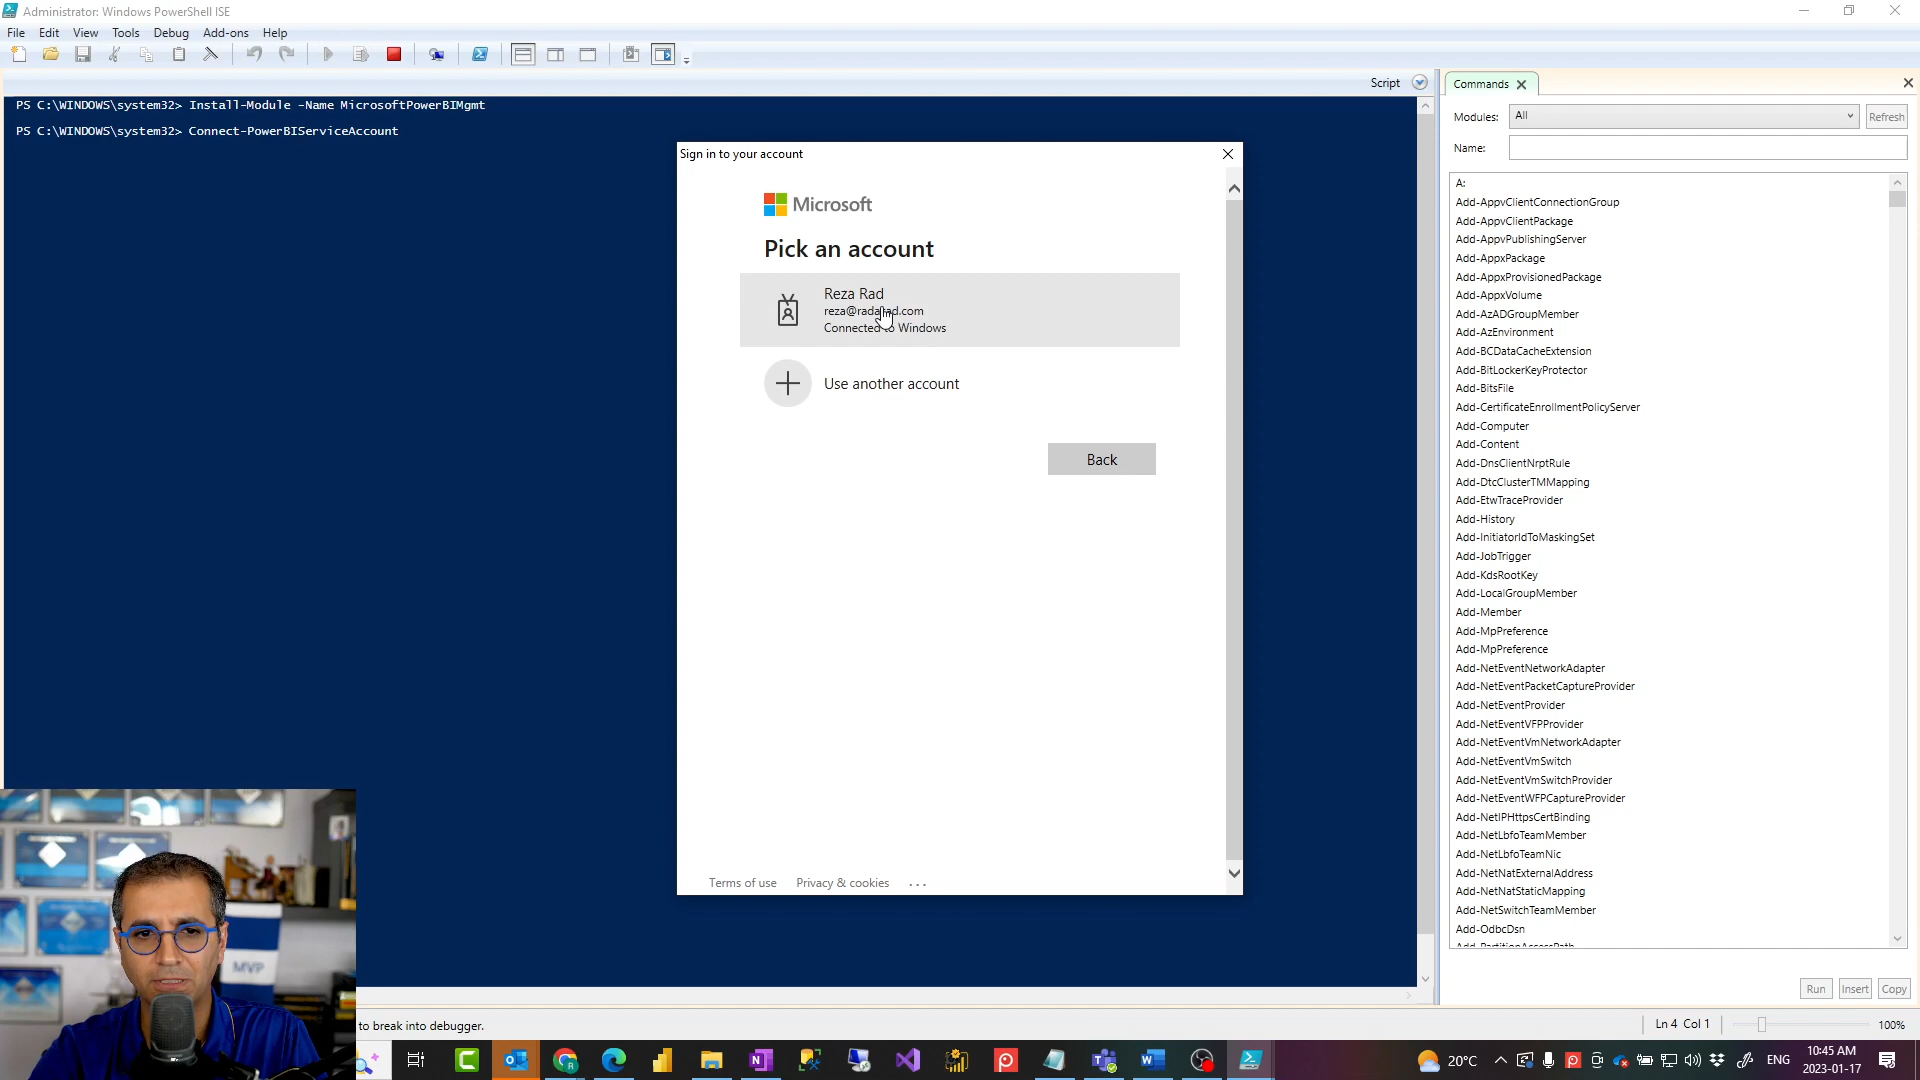 Administrator: Windows PowerShell ISE
File Edit View Tools Debug Add-ons Help
Script
PS C:\WINDOWS\system32> Install-Module -Name MicrosoftPowerBIMgmt
PS C:\WINDOWS\system32> Connect-PowerBIServiceAccount
Sign in to your account
Microsoft
Pick an account
Reza Rad
Connected to Windows
Use another account
Back
Terms of use Privacy & cookies ...
Commands
Modules: All Refresh
Name:
A:
Add-AppvClientConnectionGroup
Add-AppvClientPackage
Add-AppvPublishingServer
Add-AppxPackage
Add-AppxProvisionedPackage
Add-AppxVolume
Add-AzADGroupMember
Add-AzEnvironment
Add-BCDataCacheExtension
Add-BitLockerKeyProtector
Add-BitsFile
Add-CertificateEnrollmentPolicyServer
Add-Computer
Add-Content
Add-DnsClientNrptRule
Add-DtcClusterTMMapping
Add-EtwTraceProvider
Add-History
Add-InitiatorIdToMaskingSet
Add-JobTrigger
Add-KdsRootKey
Add-LocalGroupMember
Add-Member
Add-MpPreference
Add-MpPreference
Add-NetEventNetworkAdapter
Add-NetEventPacketCaptureProvider
Add-NetEventProvider
Add-NetEventVFPProvider
Add-NetEventVmNetworkAdapter
Add-NetEventVmSwitch
Add-NetEventVmSwitchProvider
Add-NetEventWFPCaptureProvider
Add-NetIPHttpsCertBinding
Add-NetLbfoTeamMember
Add-NetLbfoTeamNic
Add-NetNatExternalAddress
Add-NetNatStaticMapping
Add-NetSwitchTeamMember
Add-OdbcDsn
Add-PartitionAccessPath
Run Insert Copy
MVP
to break into debugger.
Ln 4 Col 1
100%
20°C
ENG
10:45 AM
2023-01-17